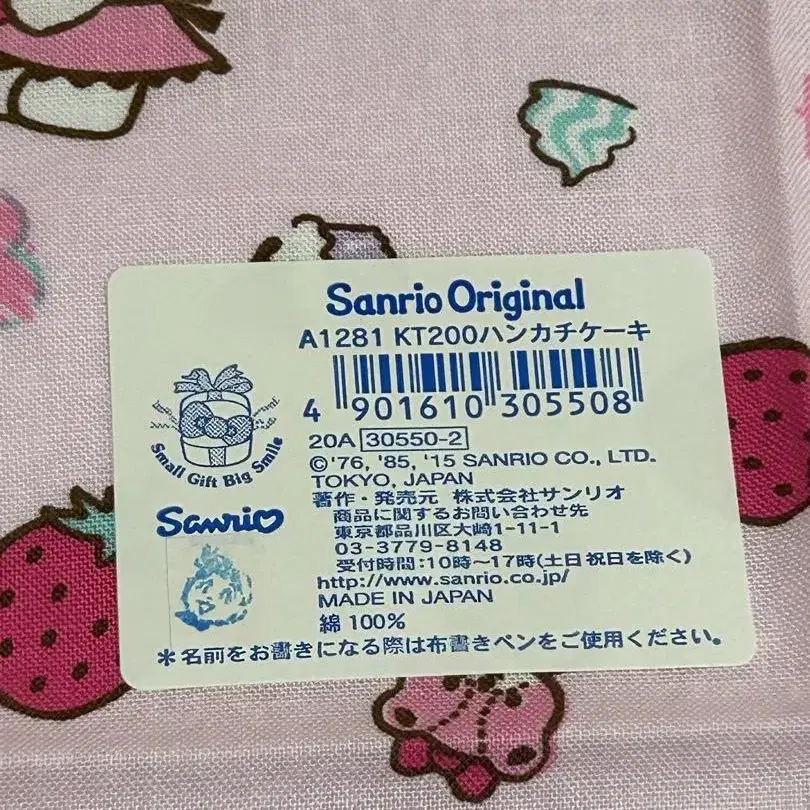 Sanrio Original
A1281 KT200ハンカチケーキ
4 901610 305508
20A 30550-2
©'76, '85, '15 SANRIO CO., LTD.
TOKYO, JAPAN
著作・発売元 株式会社サンリオ
商品に関するお問い合わせ先
東京都品川区大崎1-11-1
03-3779-8148
受付時間:10時〜17時(土日祝日を除く)
http://www.sanrio.co.jp/
MADE IN JAPAN
綿 100%
*名前をお書きになる際は布書きペンをご使用ください。
Small Gift Big Smile
Sanrio